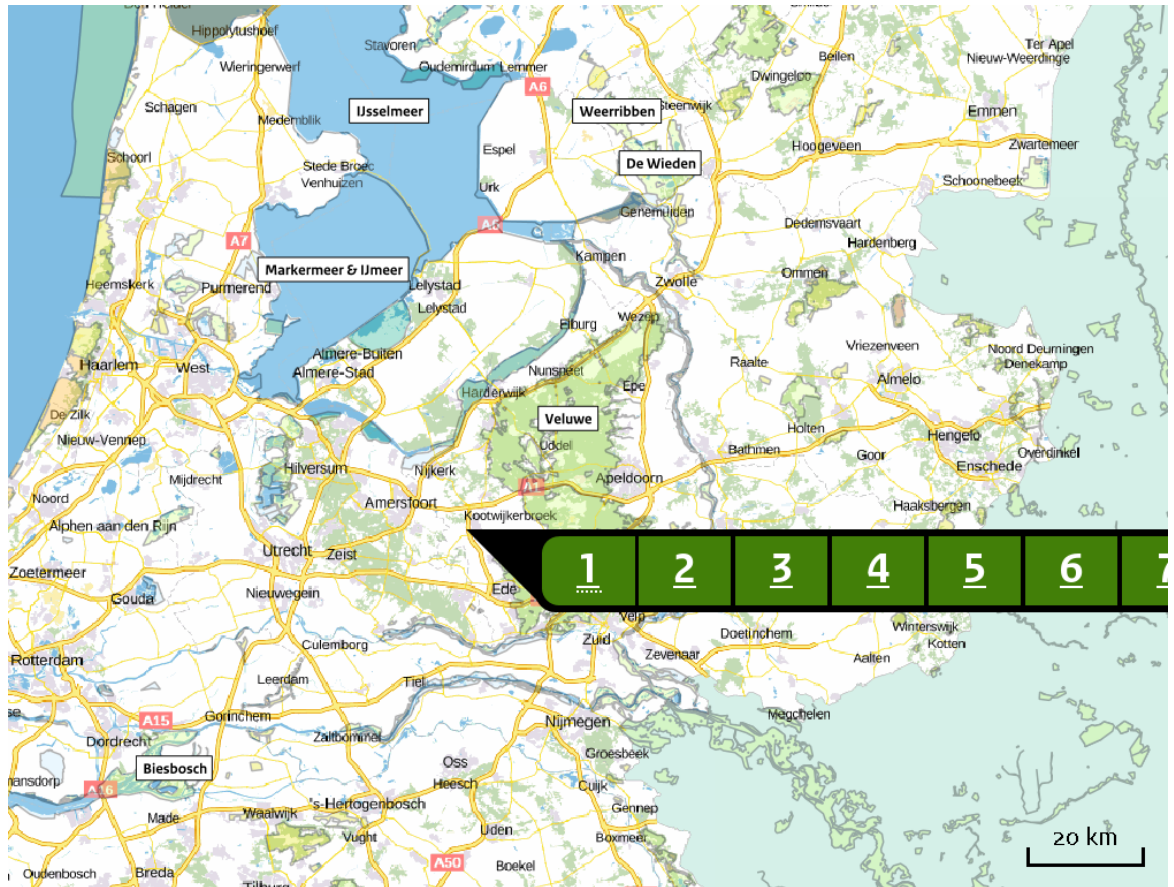 Hippolytushoef
Stavoren
Oudemirdum Lemmer
Wieringerwerf
A6
Schagen
IJsselmeer
Weerribben
Steenwijk
Medemblik
Dwingeloo
Beilen
Ter Apel
Nieuw-Weerdinge
Emmen
Schoorl
Stede Broec
Venhuizen
Espel
Urk
De Wieden
Hoogeveen
Zwartemeer
Schoonebeek
A7
A6
Genemuiden
Kampen
Dedemsvaart
Hardenberg
Markermeer & IJmeer
Heemskerk
Purmerend
Lelystad
Lelystad
Zwolle
Ommen
Elburg
Wezep
Haarlem
West
Almere-Buiten
Almere-Stad
Nunspeet
Harderwijk
Epe
Raalte
Vriezenveen
Almelo
Noord Deurningen
Denekamp
De Zilk
Nieuw-Vennep
Veluwe
Uddel
Holten
Bathmen
Goor
Hengelo
Enschede
Overdinkel
Mijdrecht
Hilversum
Nijkerk
Amersfoort
A1
Apeldoorn
Haaksbergen
Noord
Alphen aan den Rijn
Kootwijkerbroek
Zoetermeer
Utrecht
Zeist
Gouda
Nieuwegein
Ede
1 2 3 4 5 6 7
Velp
Zuid
Doetinchem
Winterswijk
Kotten
Culemborg
Zevenaar
Aalten
Rotterdam
Leerdam
Tiel
se
A15
Gorinchem
Nijmegen
Megchelen
Dordrecht
Zaltbommel
Biesbosch
Groesbeek
mansdorp
A16
Oss
Heesch
Cuijk
Made
Waalwijk
's-Hertogenbosch
Gennep
Vught
Uden
Boxmeer
20 km
Oudenbosch
Breda
Tilburg
A50
Boekel